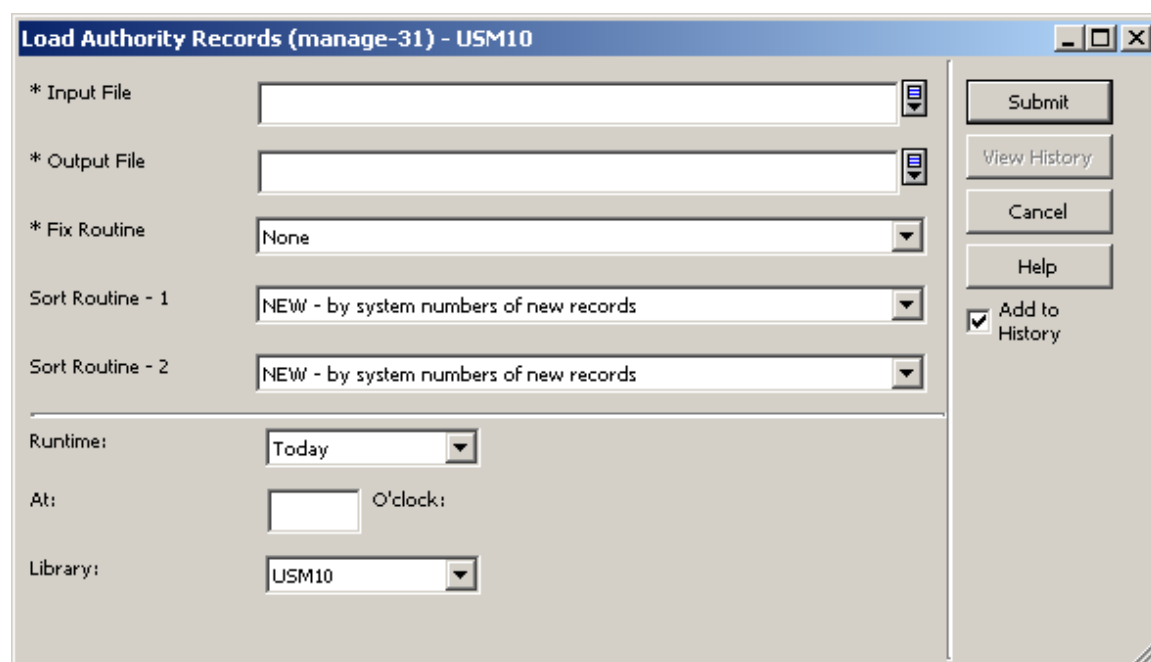 Load Authority Records (manage-31) - USM10
* Input File
* Output File
* Fix Routine
None
Sort Routine - 1
NEW - by system numbers of new records
Sort Routine - 2
NEW - by system numbers of new records
Runtime:
Today
At:
O'clock:
Library:
USM10
Submit
View History
Cancel
Help
Add to
History